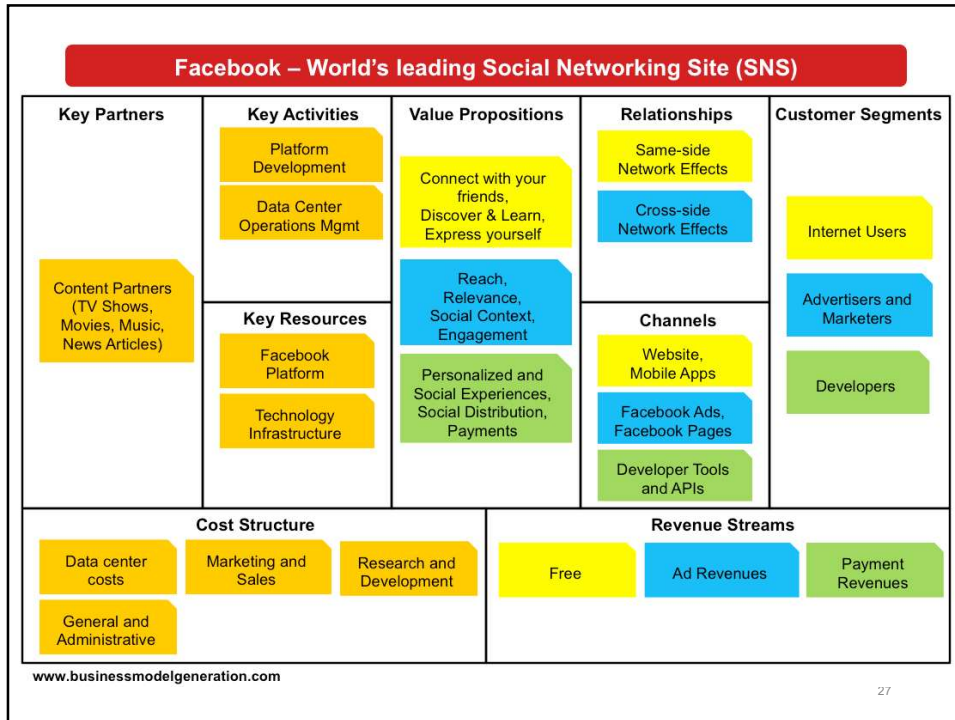 Facebook – World's leading Social Networking Site (SNS)
Key Partners
Content Partners
(TV Shows,
Movies, Music,
News Articles)
Key Activities
Platform
Development
Data Center
Operations Mgmt
Key Resources
Facebook
Platform
Technology
Infrastructure
Value Propositions
Connect with your
friends,
Discover & Learn,
Express yourself
Reach,
Relevance,
Social Context,
Engagement
Personalized and
Social Experiences,
Social Distribution,
Payments
Relationships
Same-side
Network Effects
Cross-side
Network Effects
Channels
Website,
Mobile Apps
Facebook Ads,
Facebook Pages
Developer Tools
and APIs
Customer Segments
Internet Users
Advertisers and
Marketers
Developers
Cost Structure
Data center
costs
Marketing and
Sales
Research and
Development
General and
Administrative
Revenue Streams
Free
Ad Revenues
Payment
Revenues
www.businessmodelgeneration.com
27